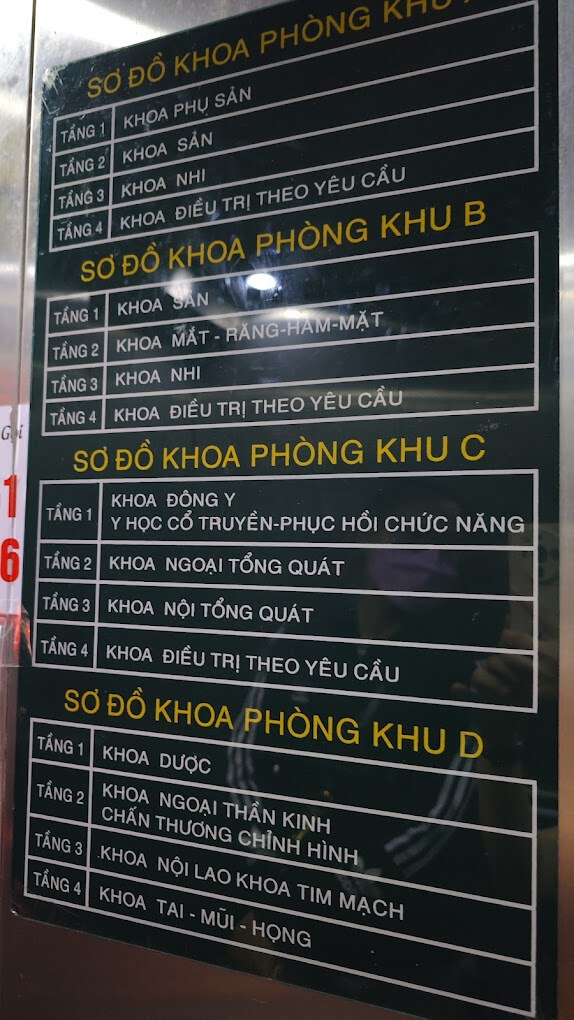 SƠ ĐỒ KHOA PHÒNG KHU
TẦNG 1 KHOA PHỤ SẢN
TẦNG 2 KHOA SẢN
TẦNG 3 KHOA NHI
TẦNG 4 KHOA ĐIỀU TRỊ THEO YÊU CẦU
SƠ ĐỒ KHOA PHÒNG KHU B
TẦNG 1 KHOA SẢN
TẦNG 2 KHOA MẮT - RĂNG-HÀM-MẶT
TẦNG 3 KHOA NHI
TẦNG 4 KHOA ĐIỀU TRỊ THEO YÊU CẦU
Gọi
1
6
SƠ ĐỒ KHOA PHÒNG KHU C
TẦNG 1 KHOA ĐÔNG Y
Y HỌC CỔ TRUYỀN-PHỤC HỒI CHỨC NĂNG
TẦNG 2 KHOA NGOẠI TỔNG QUÁT
TẦNG 3 KHOA NỘI TỔNG QUÁT
TẦNG 4 KHOA ĐIỀU TRỊ THEO YÊU CẦU
SƠ ĐỒ KHOA PHÒNG KHU D
TẦNG 1 KHOA DƯỢC
TẦNG 2 KHOA NGOẠI THẦN KINH
CHẤN THƯƠNG CHỈNH HÌNH
TẦNG 3 .KHOA NỘI LAO KHOA TIM MẠCH
TẦNG 4 KHOA TAI - MŨI - HỌNG